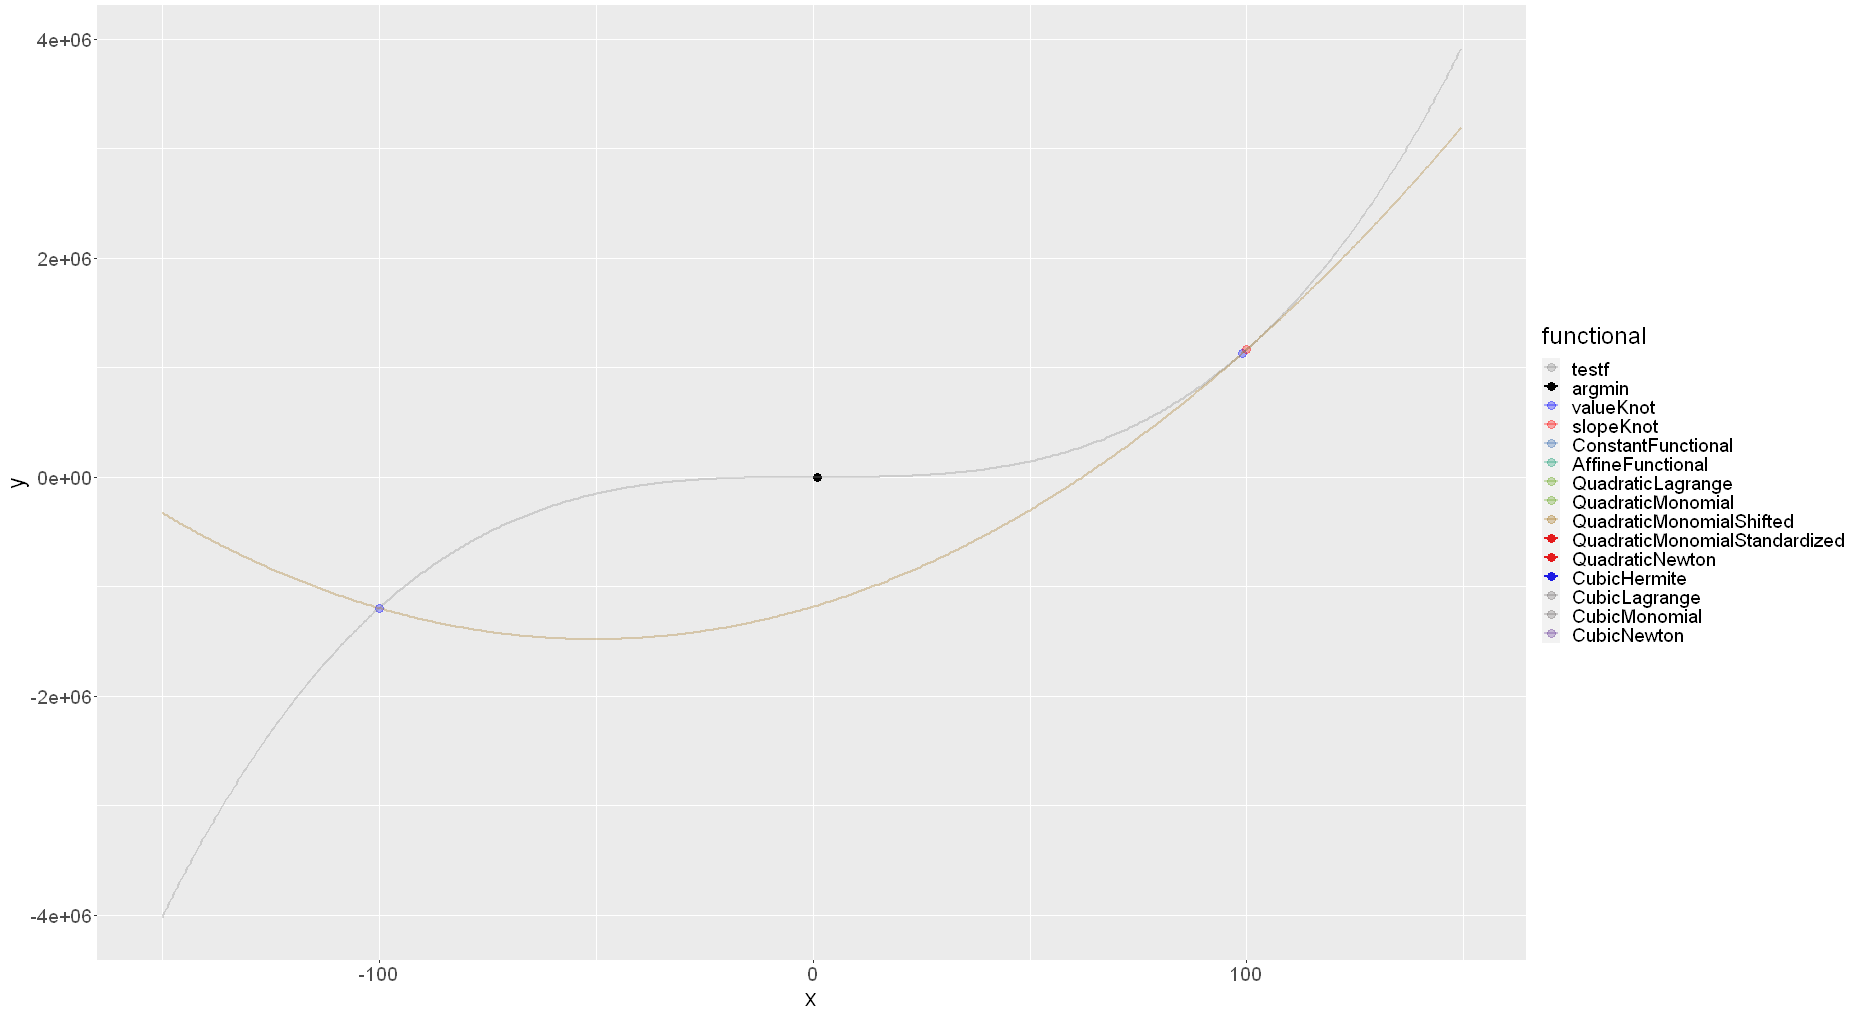 4e+06
2e+06
0e+00
-2e+06
-4e+06
y
-100
0
100
x
functional
testf
argmin
valueKnot
slopeKnot
ConstantFunctional
AffineFunctional
QuadraticLagrange
QuadraticMonomial
QuadraticMonomialShifted
QuadraticMonomialStandardized
QuadraticNewton
CubicHermite
CubicLagrange
CubicMonomial
CubicNewton